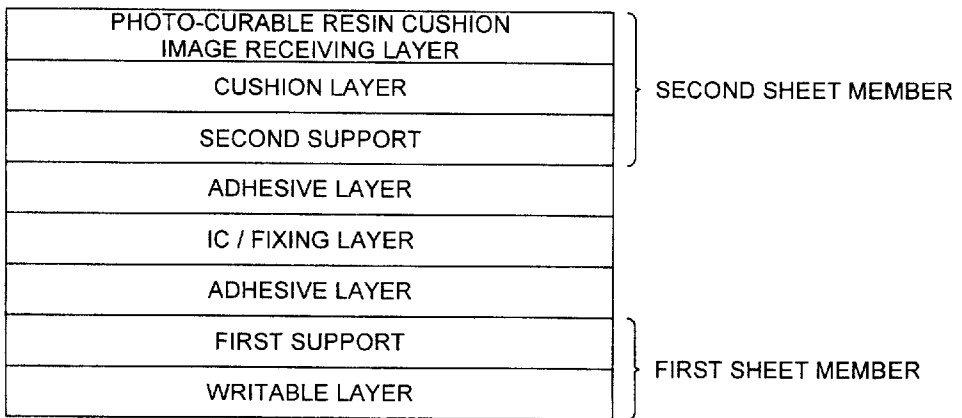 PHOTO-CURABLE RESIN CUSHION
IMAGE RECEIVING LAYER
CUSHION LAYER
SECOND SHEET MEMBER
SECOND SUPPORT
ADHESIVE LAYER
IC / FIXING LAYER
ADHESIVE LAYER
FIRST SUPPORT
FIRST SHEET MEMBER
WRITABLE LAYER